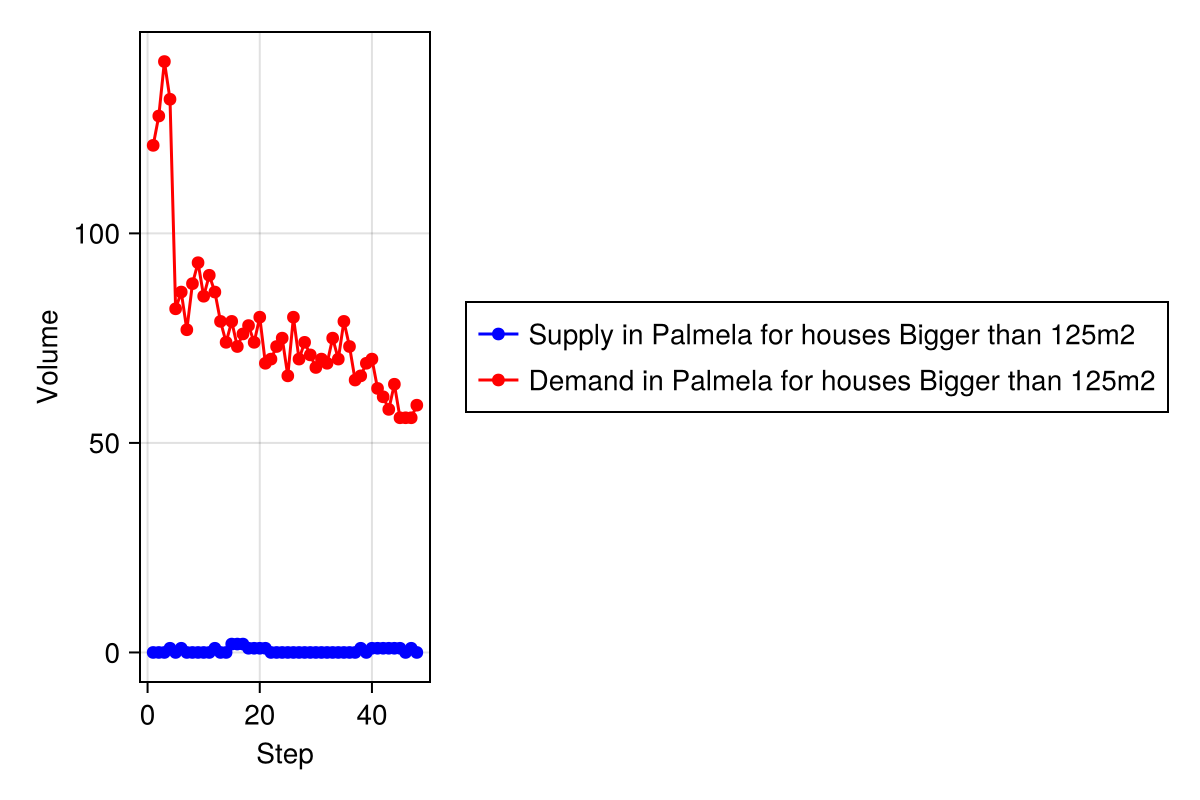 Volume
100
50
0
0 20 40
Step
Supply in Palmela for houses Bigger than 125m2
Demand in Palmela for houses Bigger than 125m2